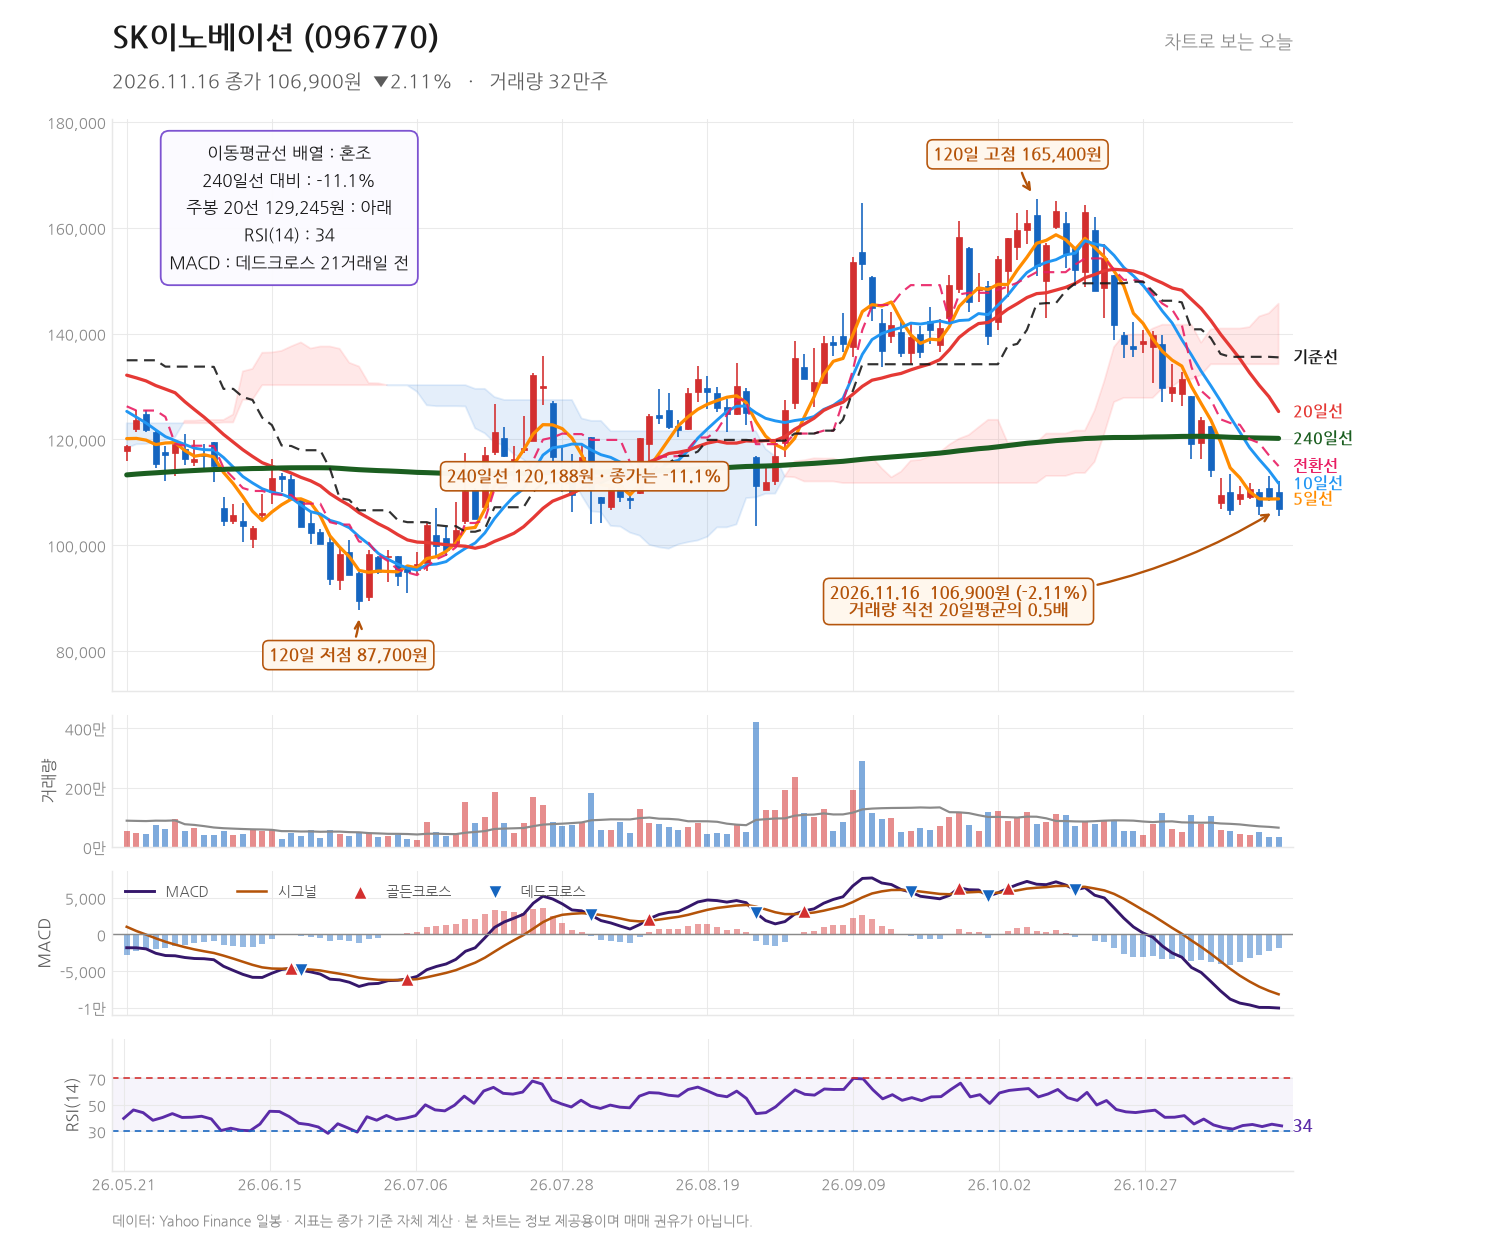 SK이노베이션 (096770)
차트로 보는 오늘
2026.11.16 종가 106,900원 ▼2.11% · 거래량 32만주
180,000
160,000
140,000
120,000
100,000
80,000
이동평균선 배열 : 혼조
240일선 대비 : -11.1%
주봉 20선 129,245원 : 아래
RSI(14) : 34
MACD : 데드크로스 21거래일 전
120일 고점 165,400원
240일선 120,188원 · 종가는 -11.1%
2026.11.16 106,900원 (-2.11%)
거래량 직전 20일평균의 0.5배
120일 저점 87,700원
기준선
20일선
240일선
전환선
10일선
5일선
거래량
400만
200만
0만
MACD
MACD
시그널
골든크로스
데드크로스
5,000
0
-5,000
-1만
RSI(14)
70
50
30
34
26.05.21
26.06.15
26.07.06
26.07.28
26.08.19
26.09.09
26.10.02
26.10.27
데이터: Yahoo Finance 일봉 · 지표는 종가 기준 자체 계산 · 본 차트는 정보 제공용이며 매매 권유가 아닙니다.